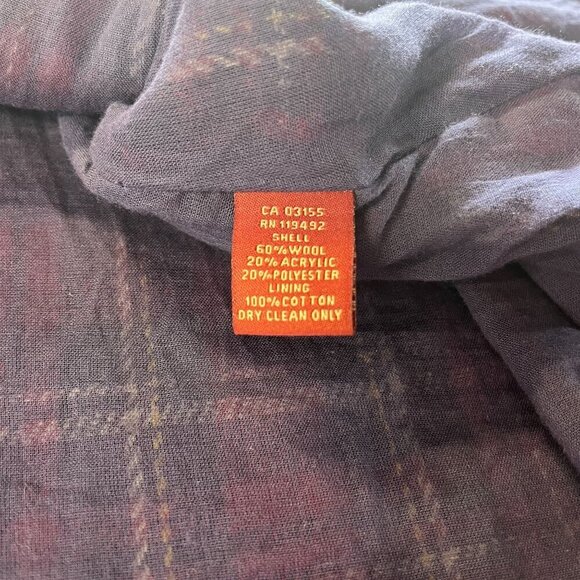 CA 03155
RN 119492
SHELL
60% WOOL
20% ACRYLIC
20% POLYESTER
LINING
100% COTTON
DRY CLEAN ONLY